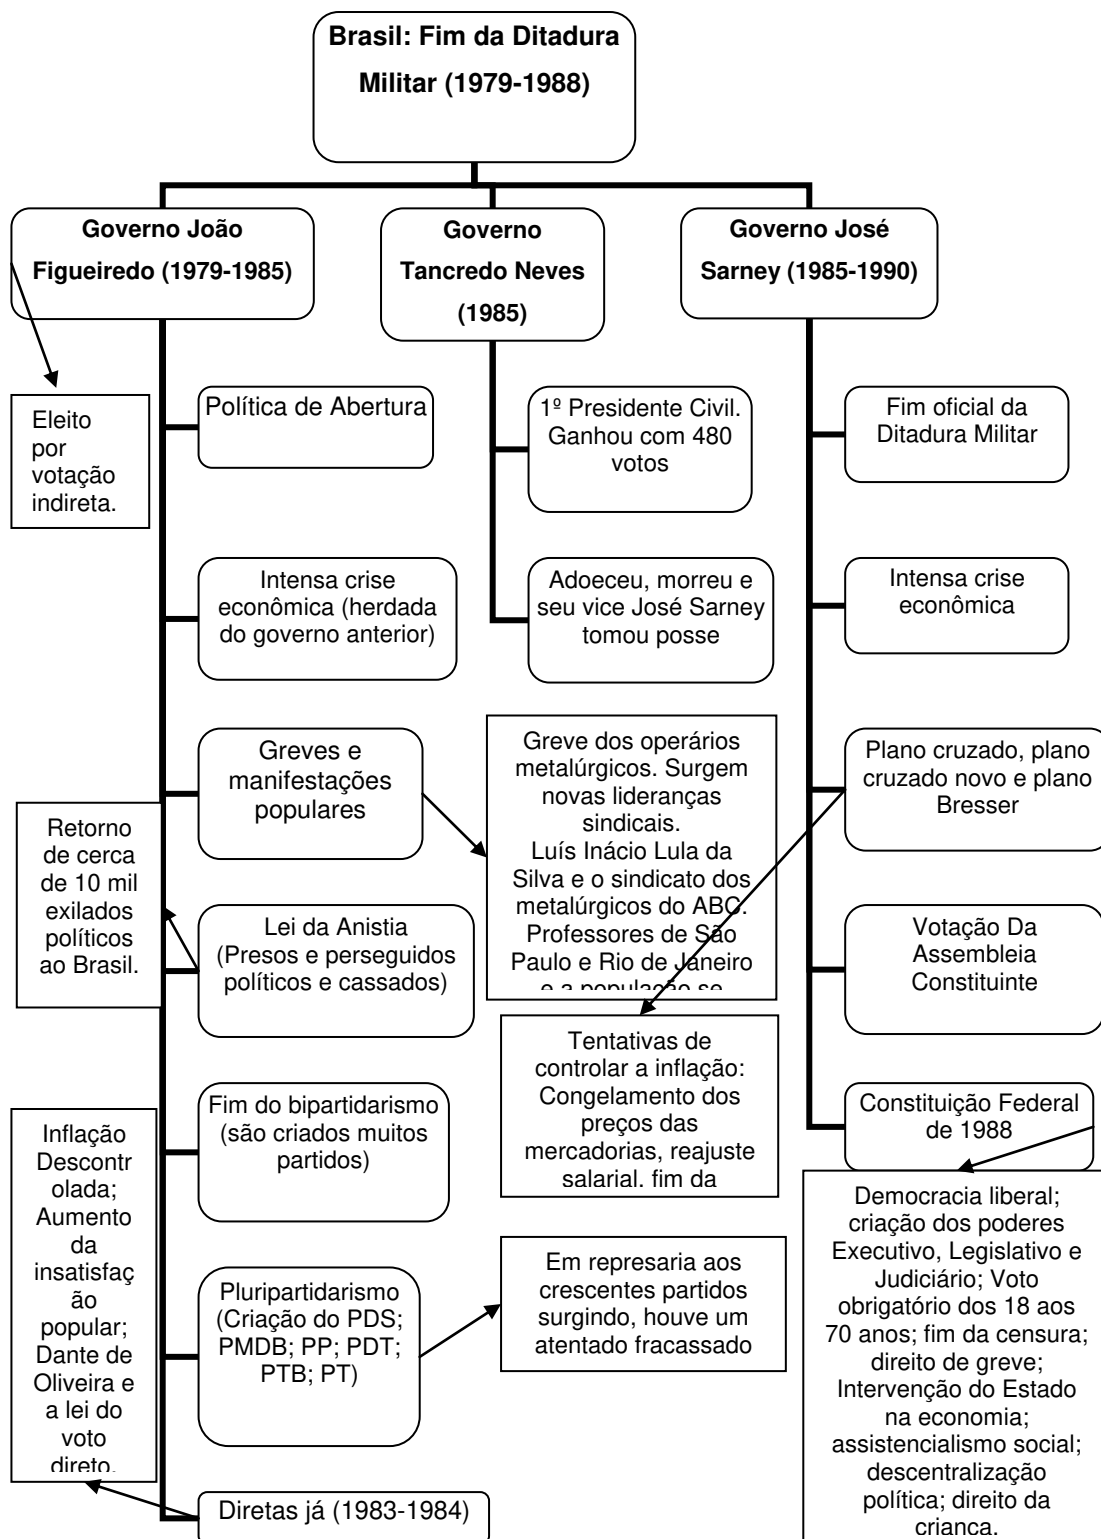 Brasil: Fim da Ditadura
Militar (1979-1988)
Governo João
Figueiredo (1979-1985)
Governo
Tancredo Neves
(1985)
Governo José
Sarney (1985-1990)
Eleito
por
votação
indireta.
Política de Abertura
Intensa crise
econômica (herdada
do governo anterior)
Greves e
manifestações
populares
Greve dos operários
metalúrgicos. Surgem
novas lideranças
sindicais.
Luís Inácio Lula da
Silva e o sindicato dos
metalúrgicos do ABC.
Professores de São
Paulo e Rio de Janeiro
e a população se
Lei da Anistia
(Presos e perseguidos
políticos e cassados)
Retorno
de cerca
de 10 mil
exilados
políticos
ao Brasil.
Fim do bipartidarismo
(são criados muitos
partidos)
Pluripartidarismo
(Criação do PDS;
PMDB; PP; PDT;
PTB; PT)
Em represaria aos
crescentes partidos
surgindo, houve um
atentado fracassado
Diretas já (1983-1984)
Inflação
Descontr
olada;
Aumento
da
insatisfaç
ão
popular;
Dante de
Oliveira e
a lei do
voto
direto.
1º Presidente Civil.
Ganhou com 480
votos
Adoeceu, morreu e
seu vice José Sarney
tomou posse
Fim oficial da
Ditadura Militar
Intensa crise
econômica
Plano cruzado, plano
cruzado novo e plano
Bresser
Tentativas de
controlar a inflação:
Congelamento dos
preços das
mercadorias, reajuste
salarial. fim da
Votação Da
Assembleia
Constituinte
Constituição Federal
de 1988
Democracia liberal;
criação dos poderes
Executivo, Legislativo e
Judiciário; Voto
obrigatório dos 18 aos
70 anos; fim da censura;
direito de greve;
Intervenção do Estado
na economia;
assistencialismo social;
descentralização
política; direito da
criança.